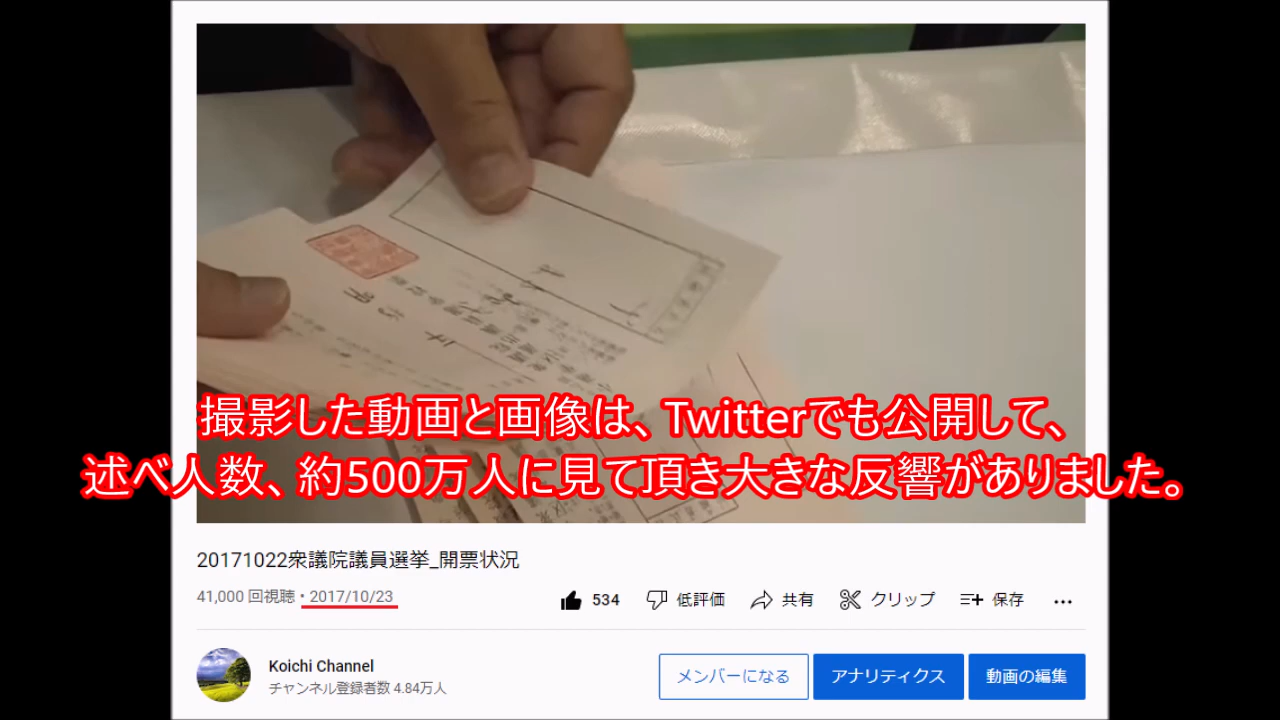 撮影した動画と画像は、Twitterでも公開して、
述べ人数、約500万人に見て頂き大きな反響がありました。
20171022衆議院議員選挙_開票状況
41,000 回視聴・2017/10/23
534 低評価 共有 クリップ 保存 …
Koichi Channel
チャンネル登録者数 4.84万人
メンバーになる アナリティクス 動画の編集